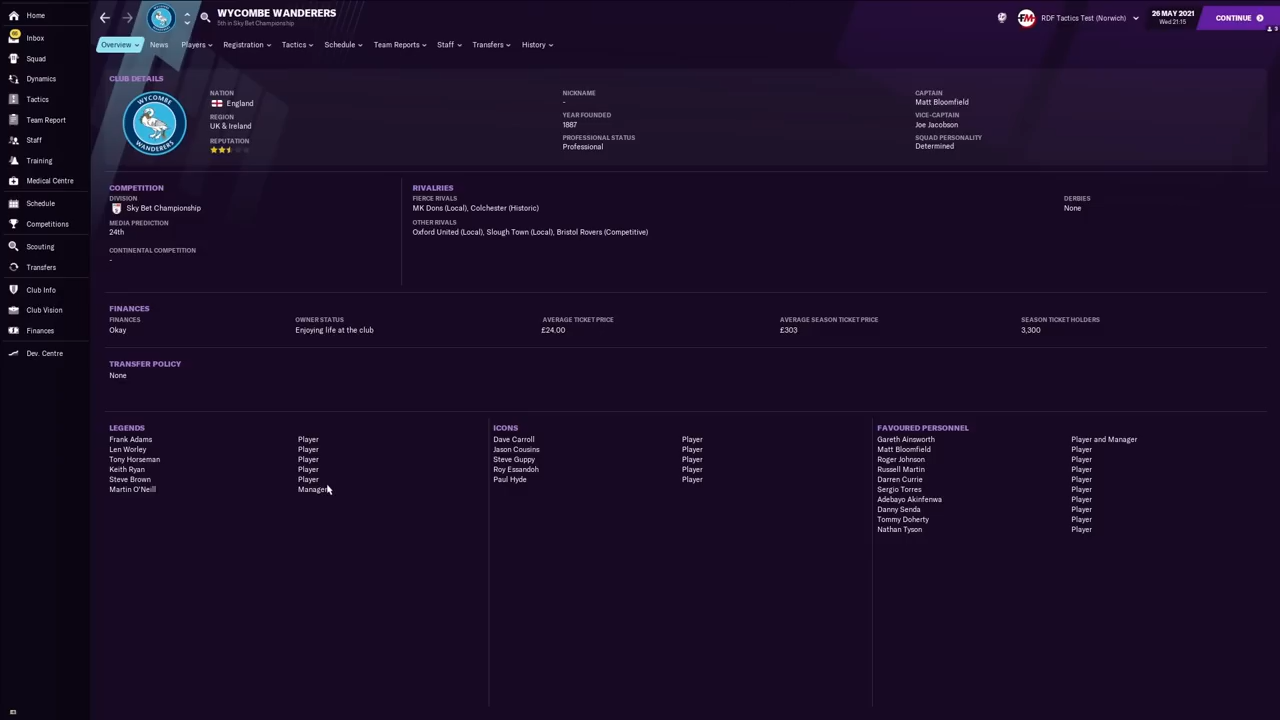 Home
Inbox
Squad
Dynamics
Tactics
Team Report
Staff
Training
Medical Centre
Schedule
Competitions
Scouting
Transfers
Club Info
Club Vision
Finances
Dev. Centre
WYCOMBE WANDERERS
5th in Sky Bet Championship
FM
RDF Tactics Test (Norwich)
26 MAY 2021
Wed 21:15
CONTINUE
3
Overview
News
Players
Registration
Tactics
Schedule
Team Reports
Staff
Transfers
History
CLUB DETAILS
WYCOMBE
WANDERERS
NATION
England
REGION
UK & Ireland
REPUTATION
NICKNAME
-
YEAR FOUNDED
1887
PROFESSIONAL STATUS
Professional
CAPTAIN
Matt Bloomfield
VICE-CAPTAIN
Joe Jacobson
SQUAD PERSONALITY
Determined
COMPETITION
DIVISION
Sky Bet Championship
MEDIA PREDICTION
24th
CONTINENTAL COMPETITION
-
RIVALRIES
FIERCE RIVALS
MK Dons (Local), Colchester (Historic)
OTHER RIVALS
Oxford United (Local), Slough Town (Local), Bristol Rovers (Competitive)
DERBIES
None
FINANCES
FINANCES
Okay
OWNER STATUS
Enjoying life at the club
AVERAGE TICKET PRICE
£24.00
AVERAGE SEASON TICKET PRICE
£303
SEASON TICKET HOLDERS
3,300
TRANSFER POLICY
None
LEGENDS
Frank Adams Player
Len Worley Player
Tony Horseman Player
Keith Ryan Player
Steve Brown Player
Martin O'Neill Manager
ICONS
Dave Carroll Player
Jason Cousins Player
Steve Guppy Player
Roy Essandoh Player
Paul Hyde Player
FAVOURED PERSONNEL
Gareth Ainsworth Player and Manager
Matt Bloomfield Player
Roger Johnson Player
Russell Martin Player
Darren Currie Player
Sergio Torres Player
Adebayo Akinfenwa Player
Danny Senda Player
Tommy Doherty Player
Nathan Tyson Player